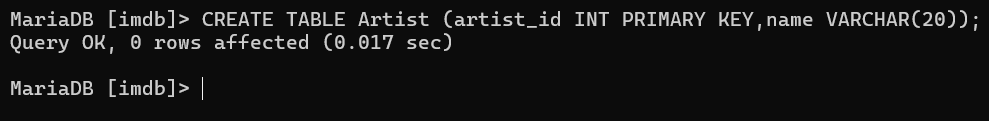 MariaDB [imdb]> CREATE TABLE Artist (artist_id INT PRIMARY KEY,name VARCHAR(20));
Query OK, 0 rows affected (0.017 sec)
MariaDB [imdb]>